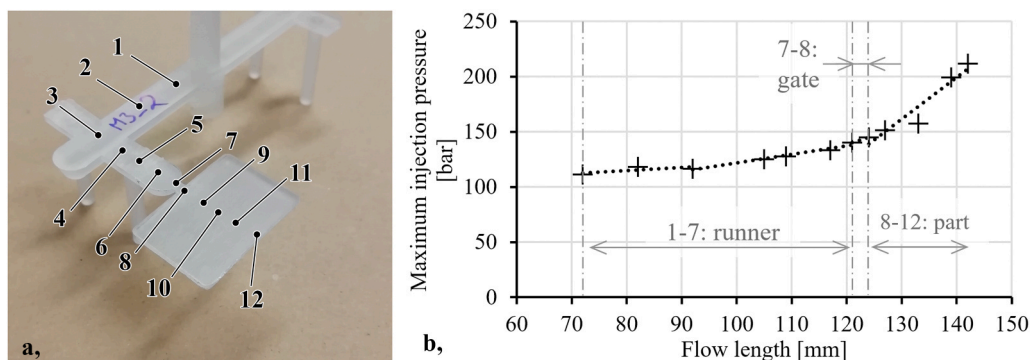 1
2
3
M3_2
4
5
6
7
8
9
10
11
12
a,
Maximum injection pressure
[bar]
250
200
150
100
50
0
7-8:
gate
1-7: runner
8-12: part
60 70 80 90 100 110 120 130 140 150
Flow length [mm]
b,